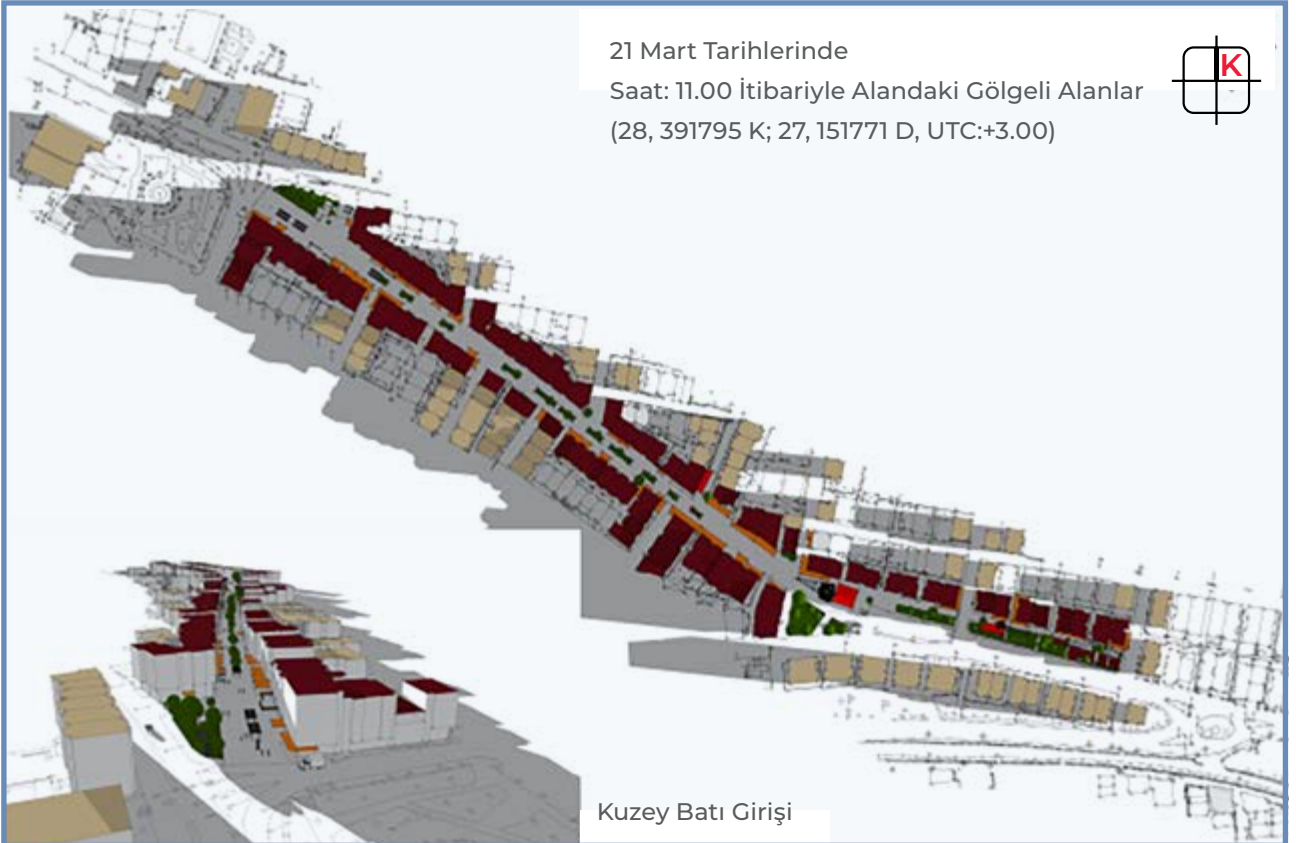 21 Mart Tarihlerinde
Saat: 11.00 İtibariyle Alandaki Gölgeli Alanlar
(28, 391795 K; 27, 151771 D, UTC:+3.00)
K
Kuzey Batı Girişi